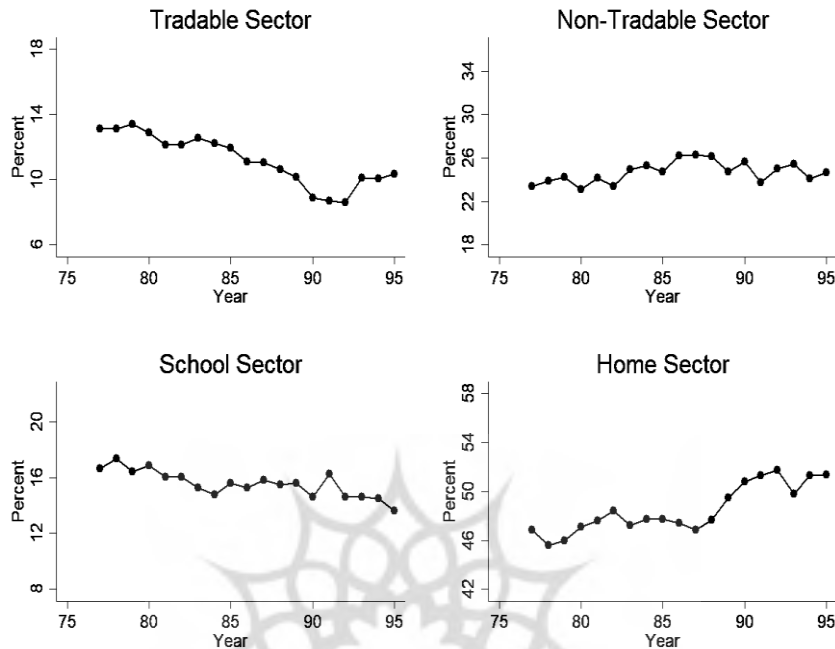 Tradable Sector
Percent
18
14
10
6
75 80 85 90 95
Year
Non-Tradable Sector
Percent
34
30
26
22
18
75 80 85 90 95
Year
School Sector
Percent
20
16
12
8
75 80 85 90 95
Year
Home Sector
Percent
58
54
50
46
42
75 80 85 90 95
Year